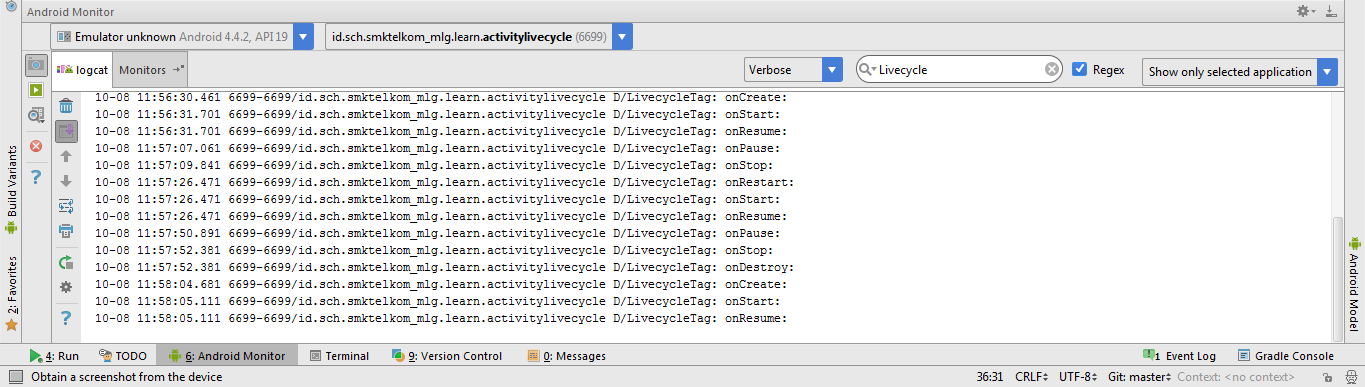 Android Monitor
Emulator unknown Android 4.4.2, API 19 id.sch.smktelkom_mlg.learn.activitylivecycle (6699)
logcat Monitors Verbose Livecycle Regex Show only selected application
10-08 11:56:30.461 6699-6699/id.sch.smktelkom_mlg.learn.activitylivecycle D/LivecycleTag: onCreate:
10-08 11:56:31.701 6699-6699/id.sch.smktelkom_mlg.learn.activitylivecycle D/LivecycleTag: onStart:
10-08 11:56:31.701 6699-6699/id.sch.smktelkom_mlg.learn.activitylivecycle D/LivecycleTag: onResume:
10-08 11:57:07.061 6699-6699/id.sch.smktelkom_mlg.learn.activitylivecycle D/LivecycleTag: onPause:
10-08 11:57:09.841 6699-6699/id.sch.smktelkom_mlg.learn.activitylivecycle D/LivecycleTag: onStop:
10-08 11:57:26.471 6699-6699/id.sch.smktelkom_mlg.learn.activitylivecycle D/LivecycleTag: onRestart:
10-08 11:57:26.471 6699-6699/id.sch.smktelkom_mlg.learn.activitylivecycle D/LivecycleTag: onStart:
10-08 11:57:26.471 6699-6699/id.sch.smktelkom_mlg.learn.activitylivecycle D/LivecycleTag: onResume:
10-08 11:57:50.891 6699-6699/id.sch.smktelkom_mlg.learn.activitylivecycle D/LivecycleTag: onPause:
10-08 11:57:52.381 6699-6699/id.sch.smktelkom_mlg.learn.activitylivecycle D/LivecycleTag: onStop:
10-08 11:57:52.381 6699-6699/id.sch.smktelkom_mlg.learn.activitylivecycle D/LivecycleTag: onDestroy:
10-08 11:58:04.681 6699-6699/id.sch.smktelkom_mlg.learn.activitylivecycle D/LivecycleTag: onCreate:
10-08 11:58:05.111 6699-6699/id.sch.smktelkom_mlg.learn.activitylivecycle D/LivecycleTag: onStart:
10-08 11:58:05.111 6699-6699/id.sch.smktelkom_mlg.learn.activitylivecycle D/LivecycleTag: onResume:
Build Variants
2: Favorites
Android Model
4: Run TODO 6: Android Monitor Terminal 9: Version Control 0: Messages 1 Event Log Gradle Console
Obtain a screenshot from the device 36:31 CRLF UTF-8 Git: master Context: <no context>